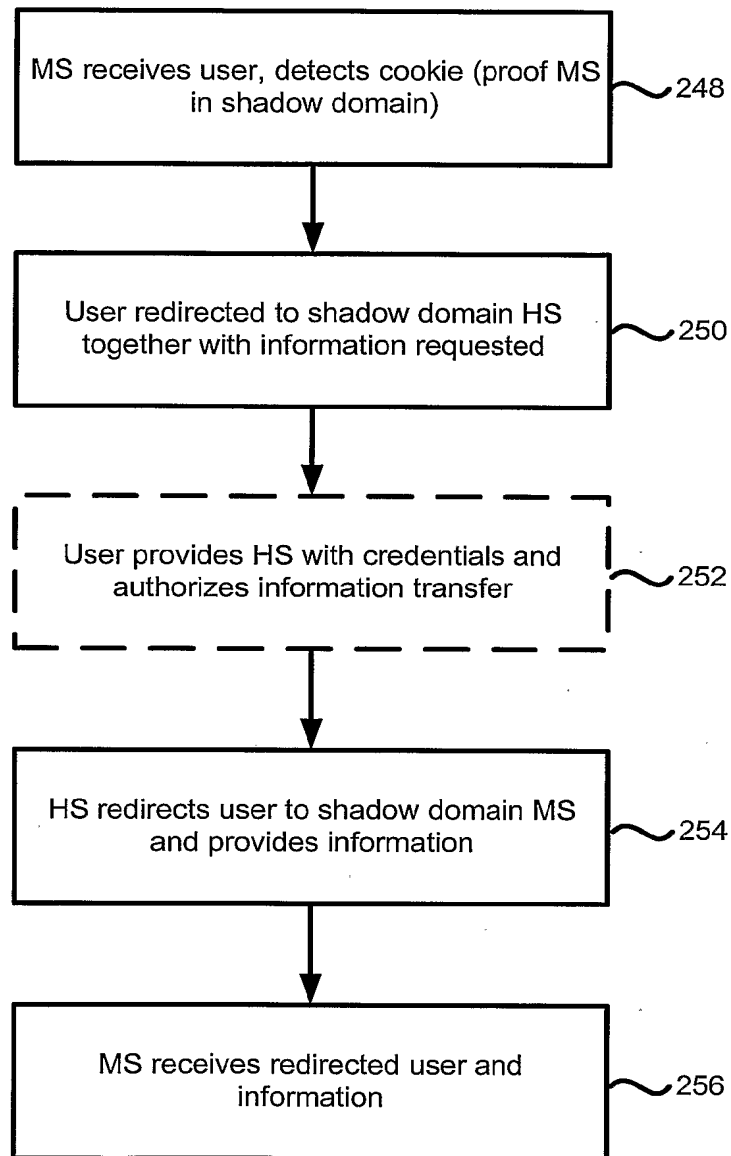 MS receives user, detects cookie (proof MS
in shadow domain)
248
User redirected to shadow domain HS
together with information requested
250
User provides HS with credentials and
authorizes information transfer
252
HS redirects user to shadow domain MS
and provides information
254
MS receives redirected user and
information
256